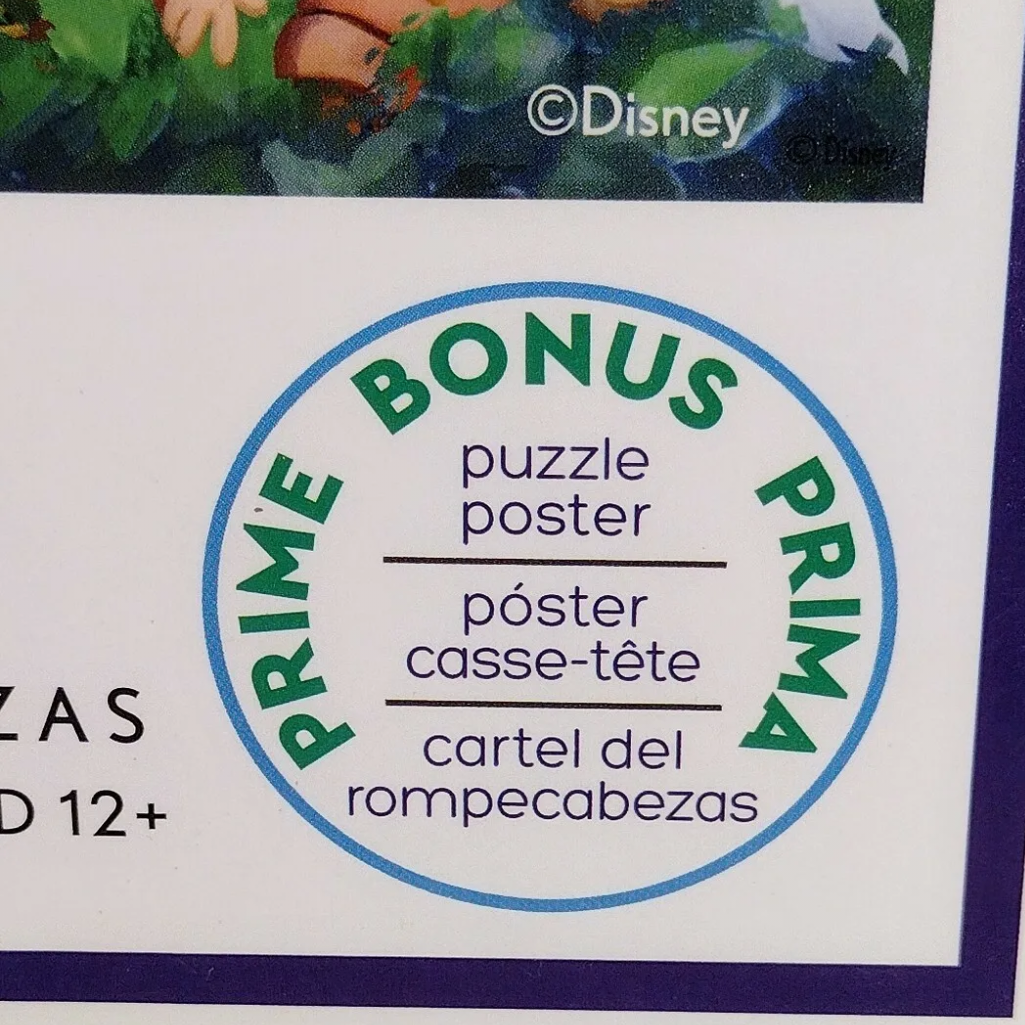 ©Disney
© Disney
PRIME BONUS PRIMA
puzzle
poster
póster
casse-tête
cartel del
rompecabezas
ZAS
D 12+